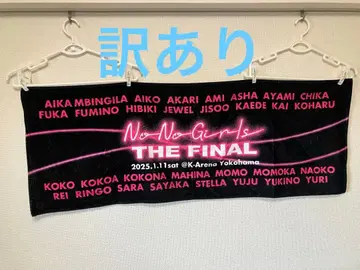 訳あり
AIKA MBINGILA AIKO AKARI AMI ASHA AYAMI CHIKA
FUKA FUMINO HIBIKI JEWEL JISOO KAEDE KAI KOHARU
No No Girls
THE FINAL
2025.1.11sat @K-Arena Yokohama
KOKO KOKOA KOKONA MAHINA MOMO MOMOKA NAOKO
REI RINGO SARA SAYAKA STELLA YUJU YUKINO YURI